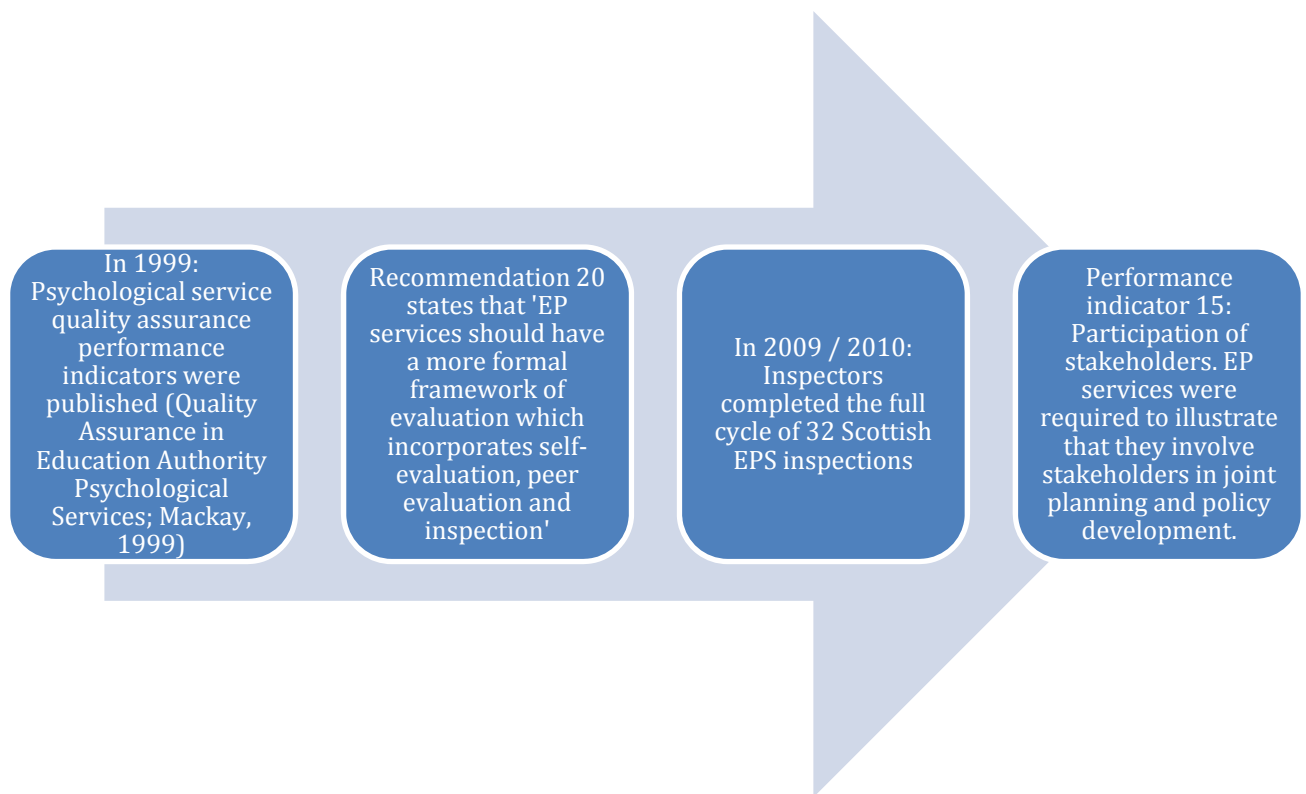 In 1999:
Psychological service
quality assurance
performance
indicators were
published (Quality
Assurance in
Education Authority
Psychological
Services; Mackay,
1999)
Recommendation 20
states that 'EP
services should have
a more formal
framework of
evaluation which
incorporates self-
evaluation, peer
evaluation and
inspection'
In 2009 / 2010:
Inspectors
completed the full
cycle of 32 Scottish
EPS inspections
Performance
indicator 15:
Participation of
stakeholders. EP
services were
required to illustrate
that they involve
stakeholders in joint
planning and policy
development.